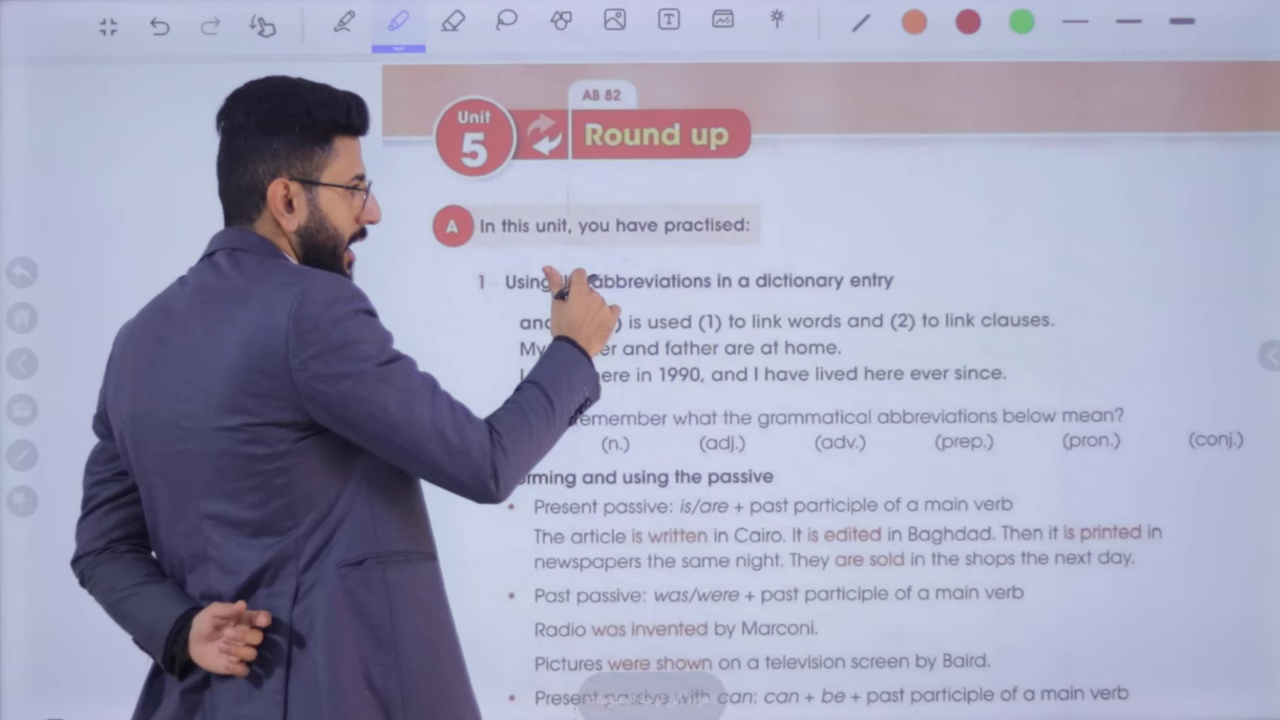 AB 82
Unit
5
Round up
A In this unit, you have practised:
1 Using abbreviations in a dictionary entry
is used (1) to link words and (2) to link clauses.
My and father are at home.
in 1990, and I have lived here ever since.
what the grammatical abbreviations below mean?
(n.) (adj.) (adv.) (prep.) (pron.) (conj.)
and using the passive
• Present passive: is/are + past participle of a main verb
The article is written in Cairo. It is edited in Baghdad. Then it is printed in
newspapers the same night. They are sold in the shops the next day.
• Past passive: was/were + past participle of a main verb
Radio was invented by Marconi.
Pictures were shown on a television screen by Baird.
• Present passive with can: can + be + past participle of a main verb